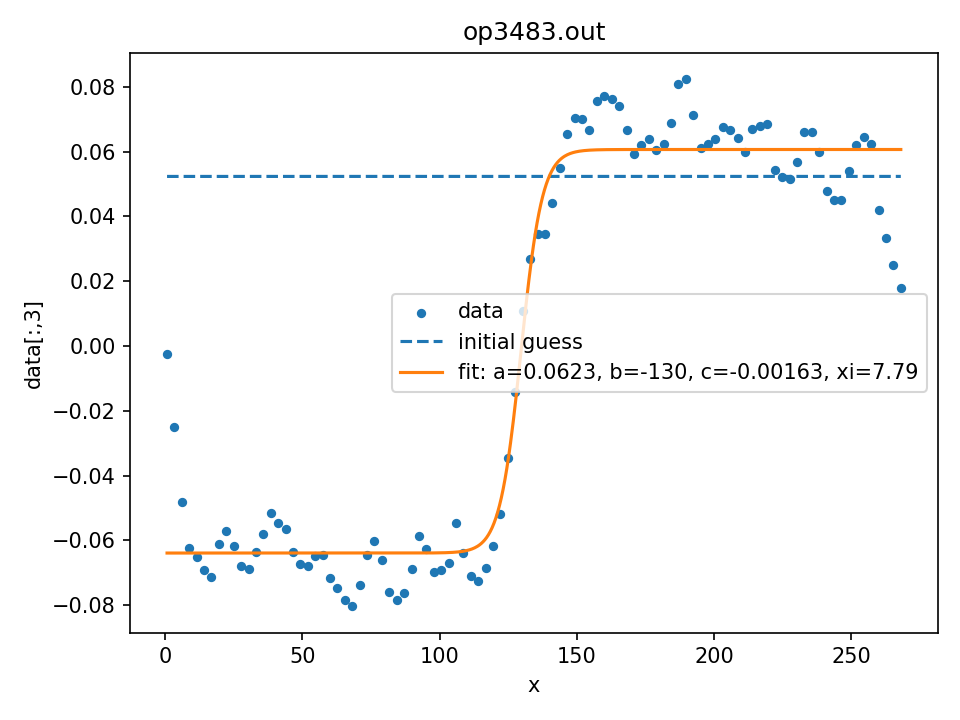 op3483.out
0.08
0.06
0.04
0.02
0.00
−0.02
−0.04
−0.06
−0.08
data[:,3]
data
initial guess
fit: a=0.0623, b=-130, c=-0.00163, xi=7.79
0 50 100 150 200 250
x